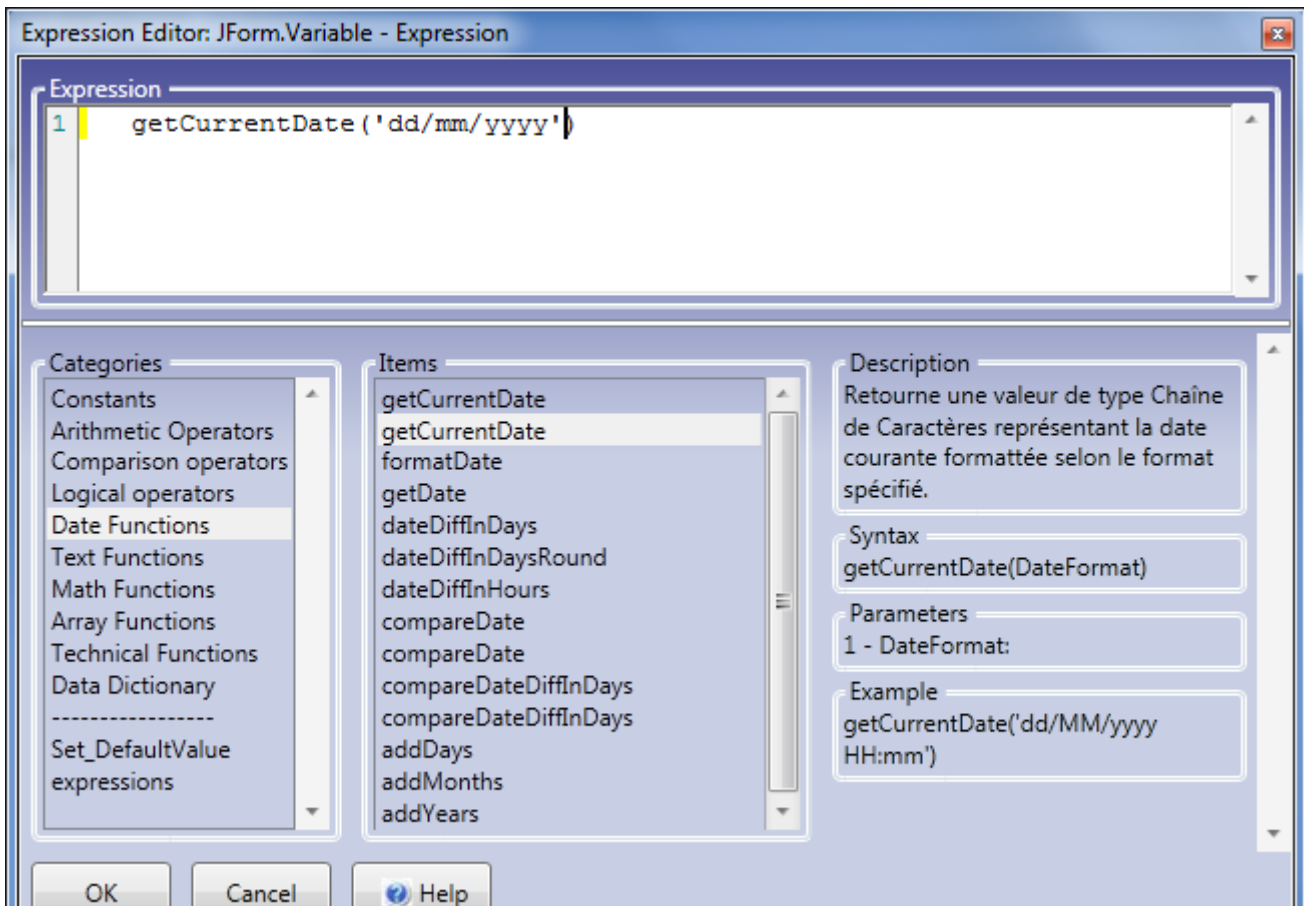 Expression Editor: JForm.Variable - Expression
Expression
1 getCurrentDate('dd/mm/yyyy')
Categories
Constants
Arithmetic Operators
Comparison operators
Logical operators
Date Functions
Text Functions
Math Functions
Array Functions
Technical Functions
Data Dictionary
-----------------
Set_DefaultValue
expressions
Items
getCurrentDate
getCurrentDate
formatDate
getDate
dateDiffInDays
dateDiffInDaysRound
dateDiffInHours
compareDate
compareDate
compareDateDiffInDays
compareDateDiffInDays
addDays
addMonths
addYears
Description
Retourne une valeur de type Chaîne
de Caractères représentant la date
courante formattée selon le format
spécifié.
Syntax
getCurrentDate(DateFormat)
Parameters
1 - DateFormat:
Example
getCurrentDate('dd/MM/yyyy
HH:mm')
OK
Cancel
Help